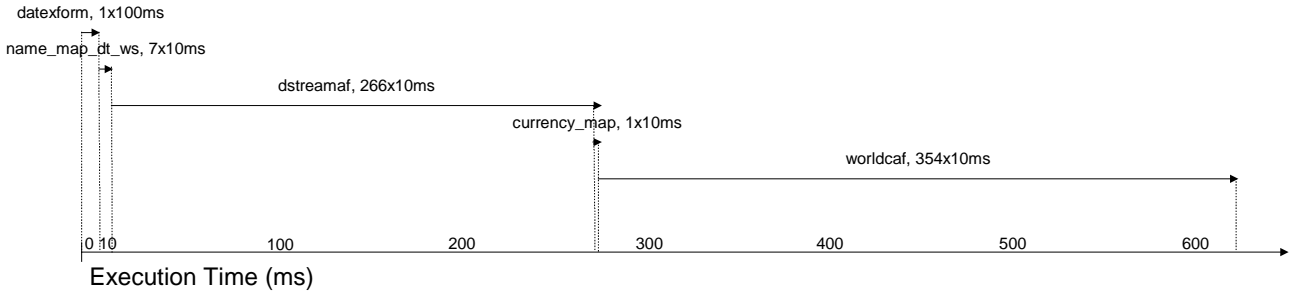 datexform, 1x100ms
name_map_dt_ws, 7x10ms
dstreamaf, 266x10ms
currency_map, 1x10ms
worldcaf, 354x10ms
0 10 100 200 300 400 500 600
Execution Time (ms)